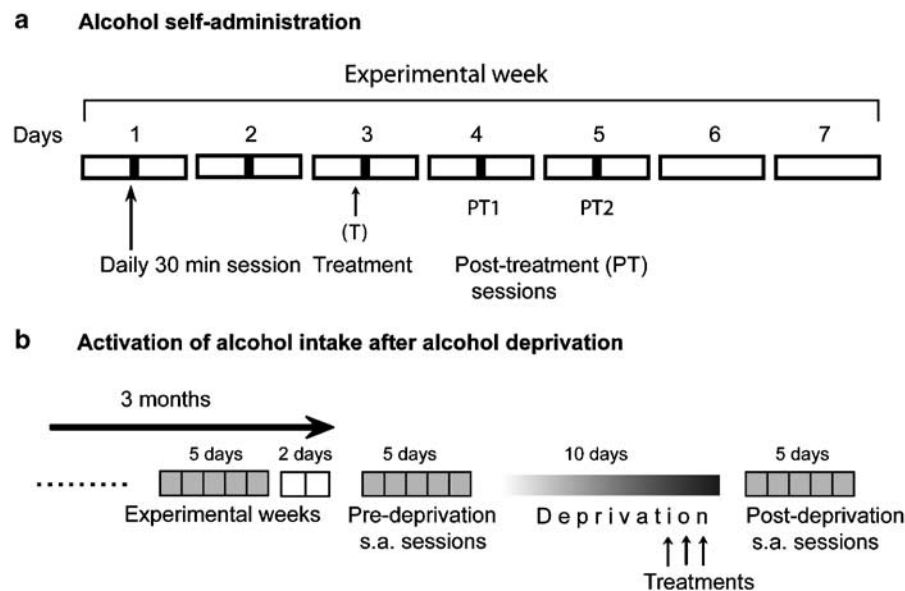 a Alcohol self-administration
Experimental week
Days 1 2 3 4 5 6 7
PT1 PT2
(T)
Daily 30 min session Treatment Post-treatment (PT)
sessions
b Activation of alcohol intake after alcohol deprivation
3 months
5 days 2 days 5 days 10 days 5 days
Experimental weeks Pre-deprivation Deprivation Post-deprivation
s.a. sessions s.a. sessions
Treatments